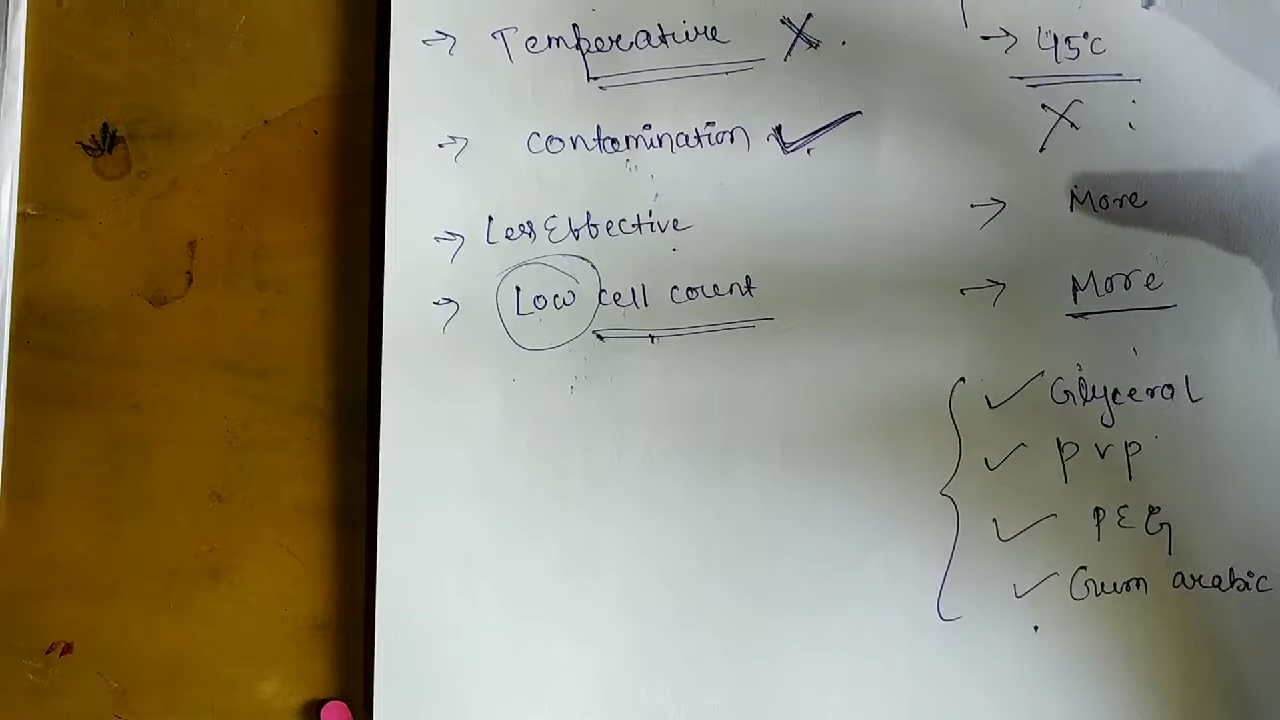 → Temperature X. → 45°C
X :
→ contamination ✓
→ Less Effective → More
→ Low cell count → More
✓ Glycerol
✓ PVP
✓ PEG
✓ Gum arabic